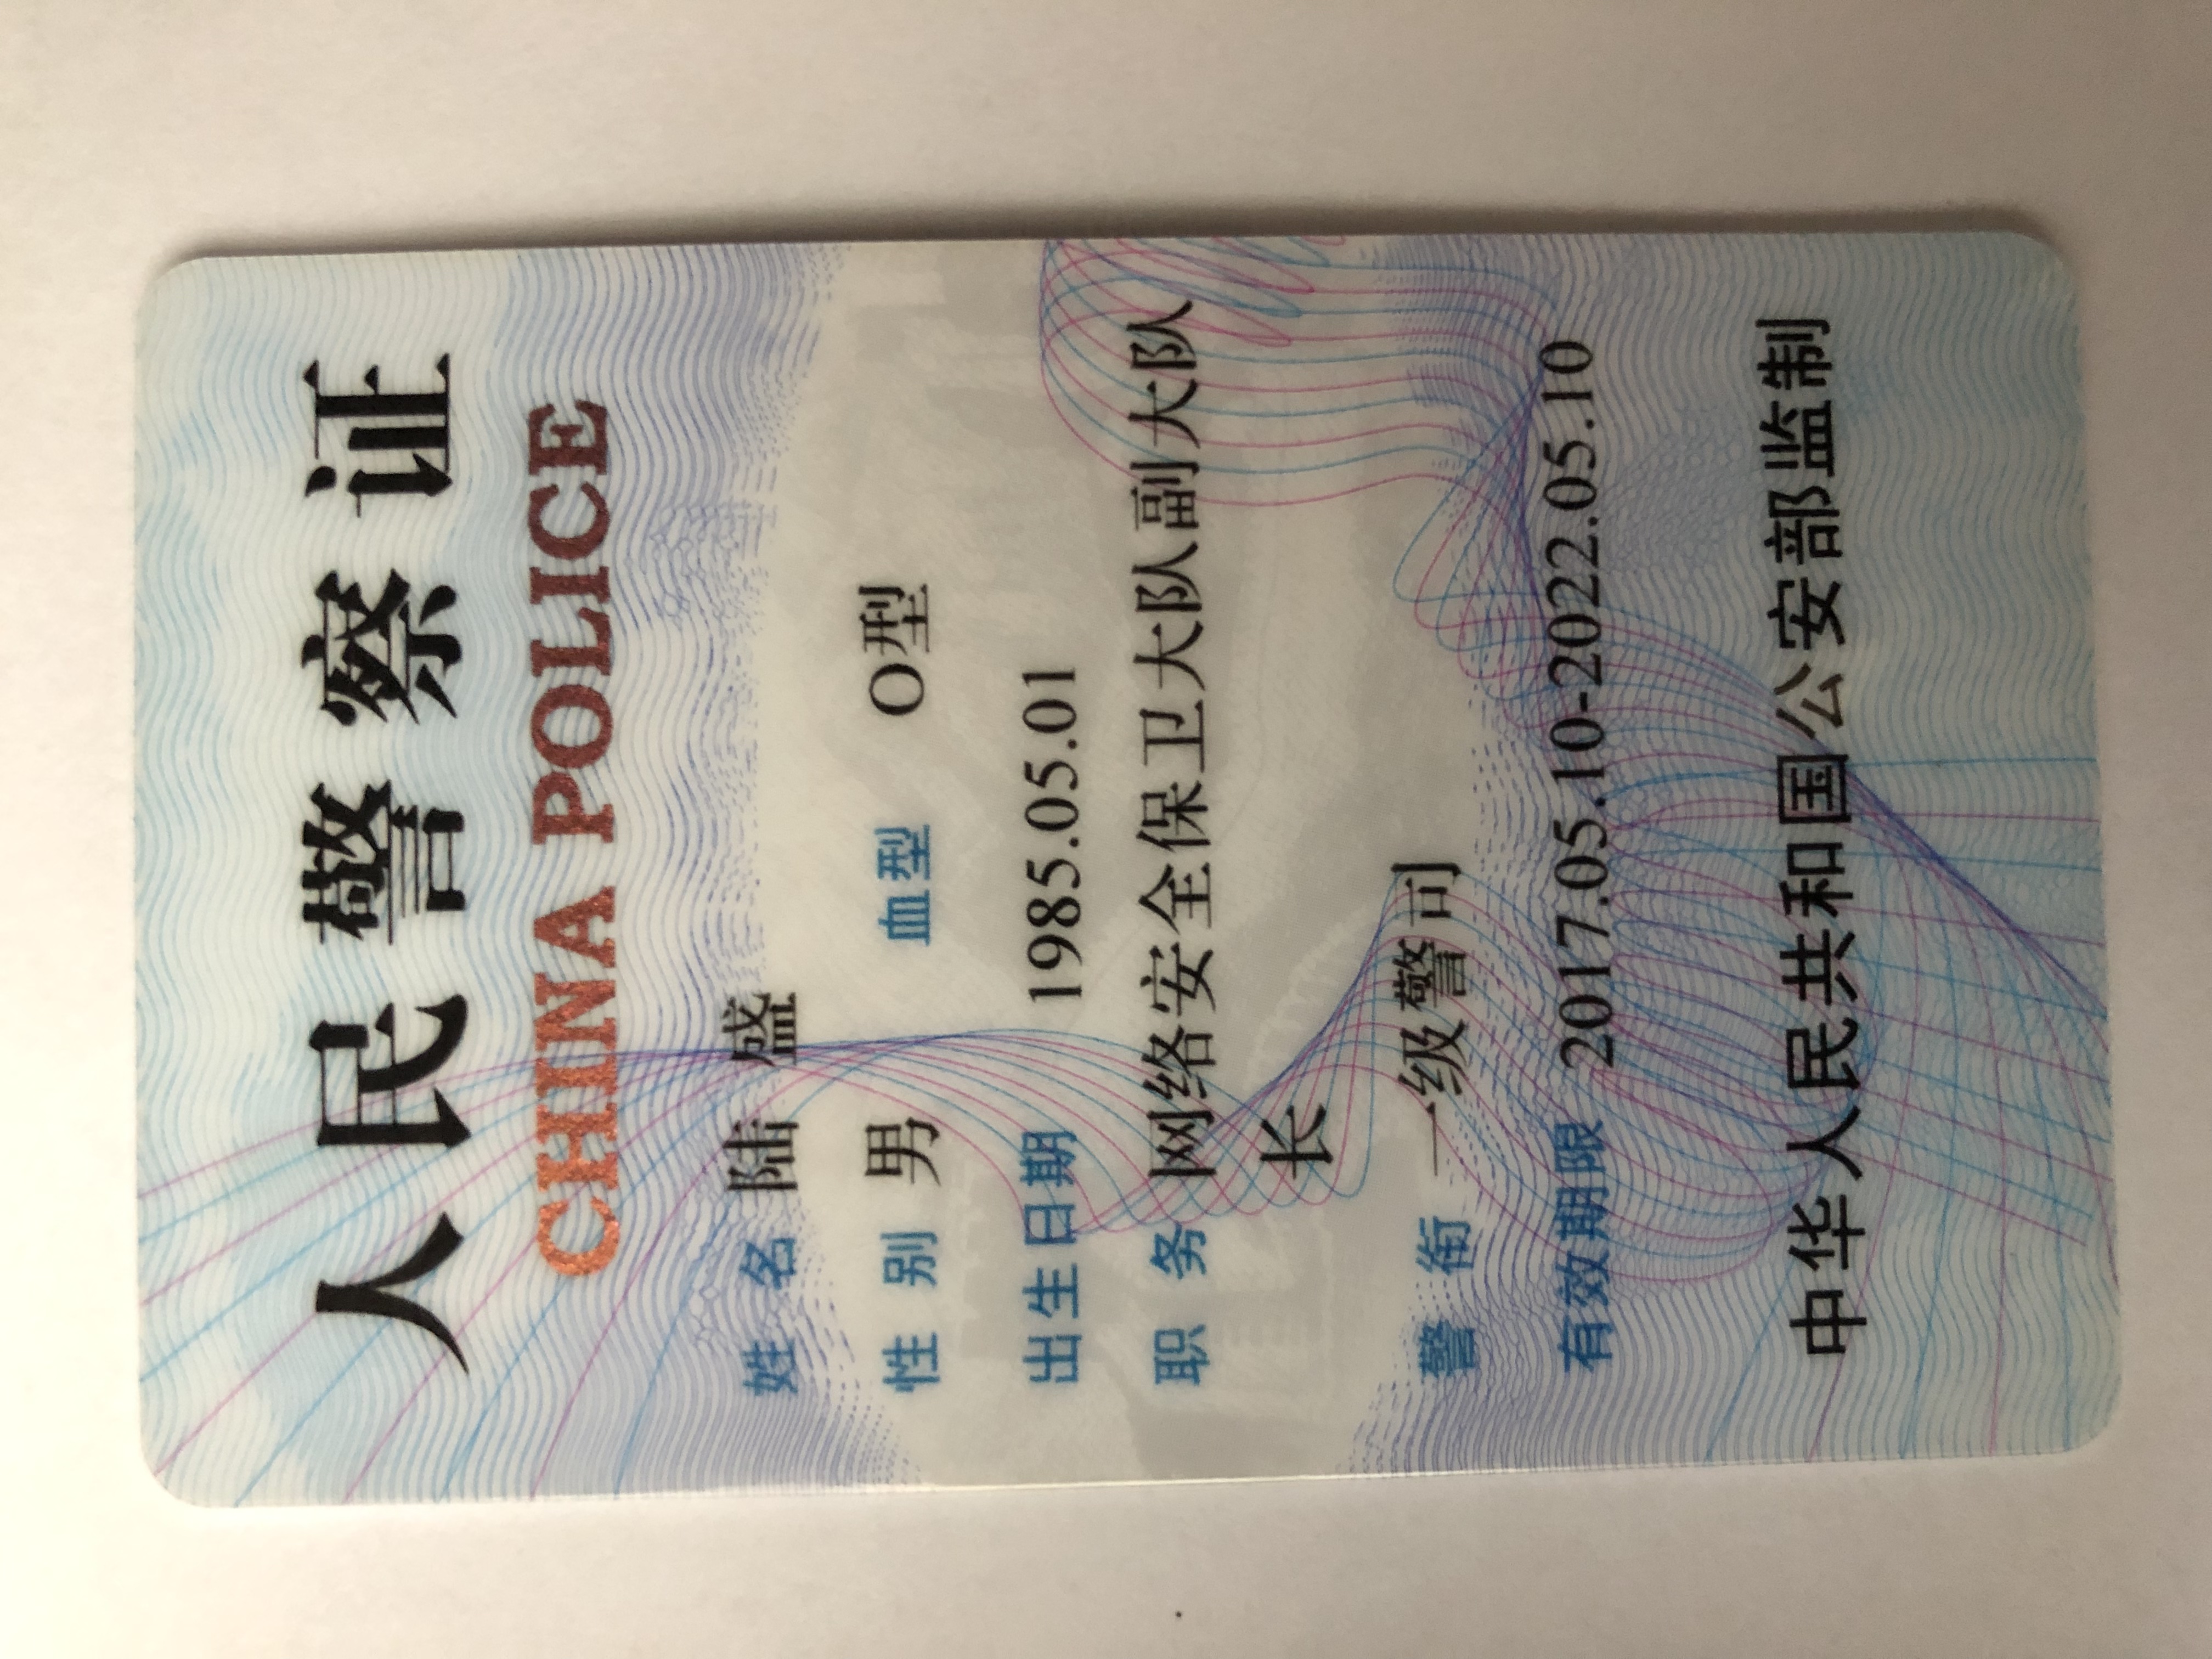 人民警察证
CHINA POLICE
姓名 陆盛
性别 男 血型 O型
出生日期 1985.05.01
职务 网络安全保卫大队副大队
长
警衔 一级警司
有效期限 2017.05.10-2022.05.10
中华人民共和国公安部监制